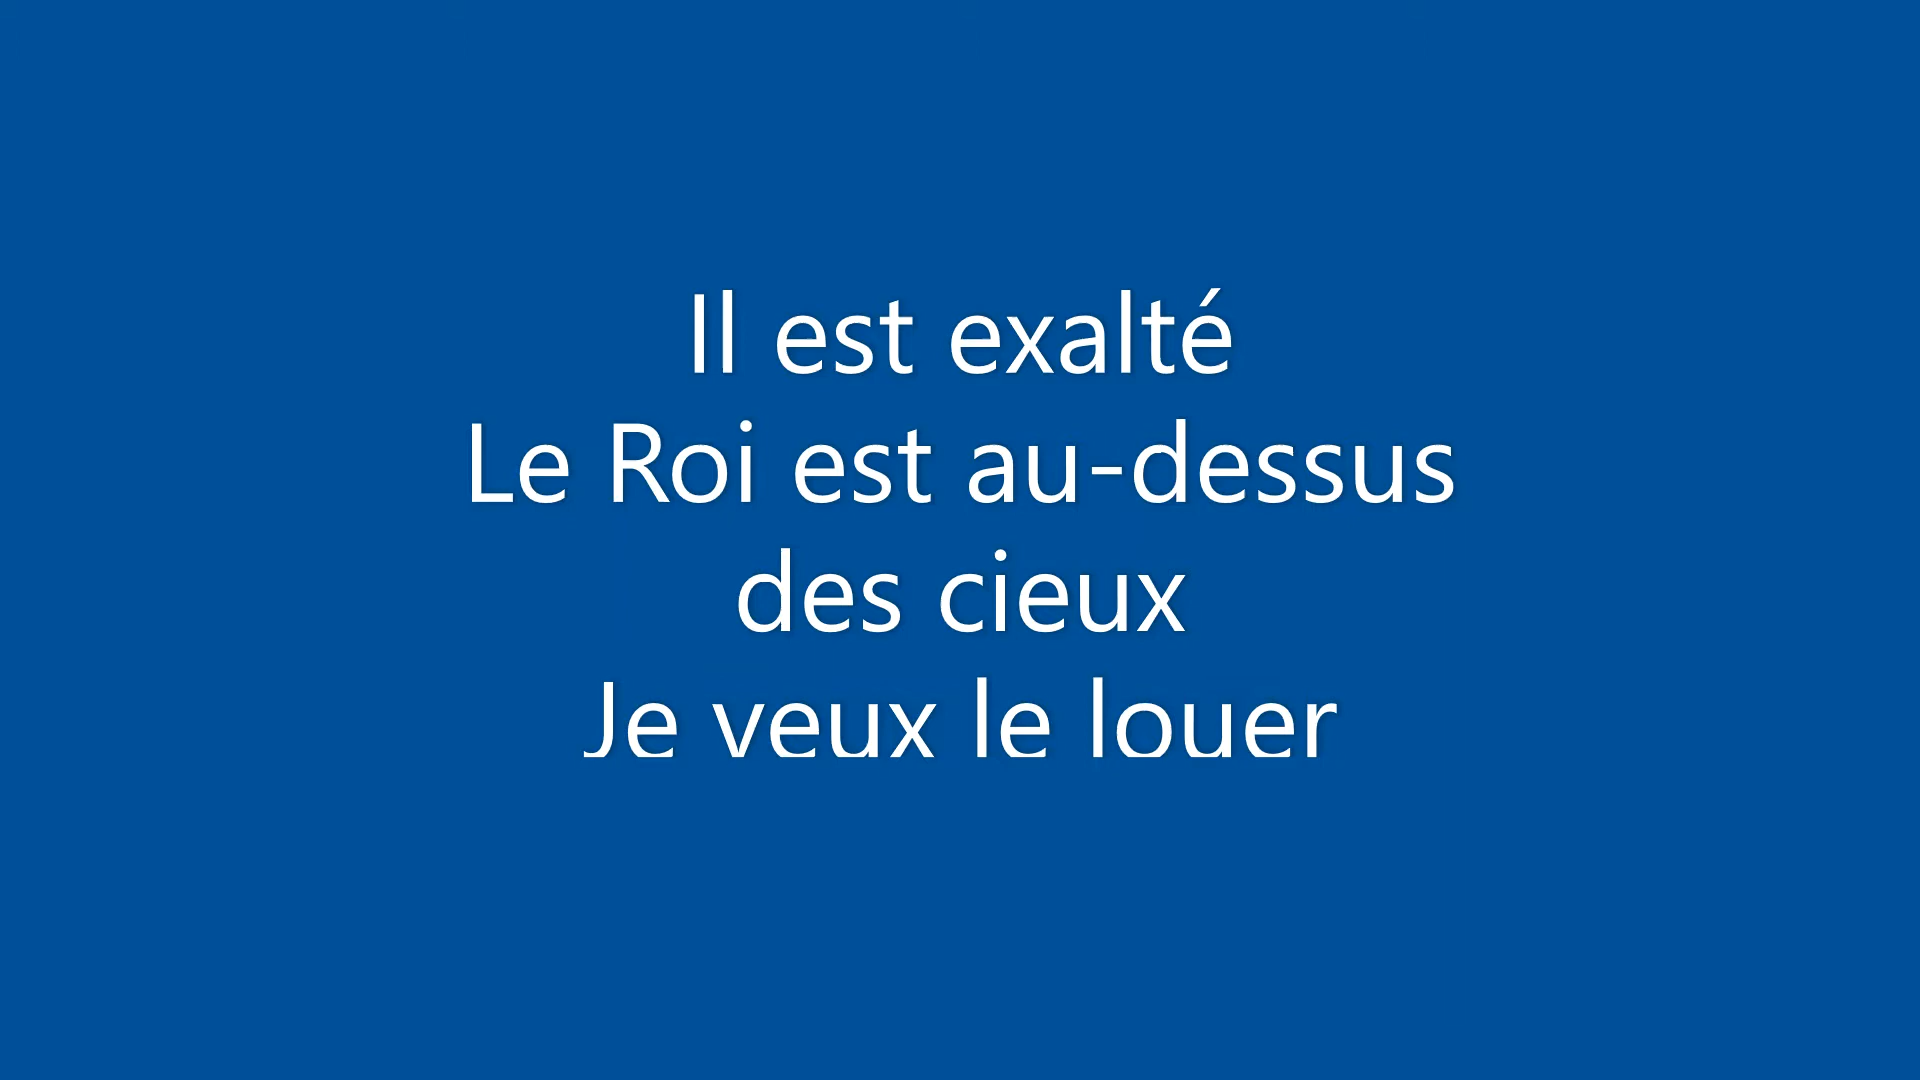 Il est exalté
Le Roi est au-dessus
des cieux
Je veux le louer